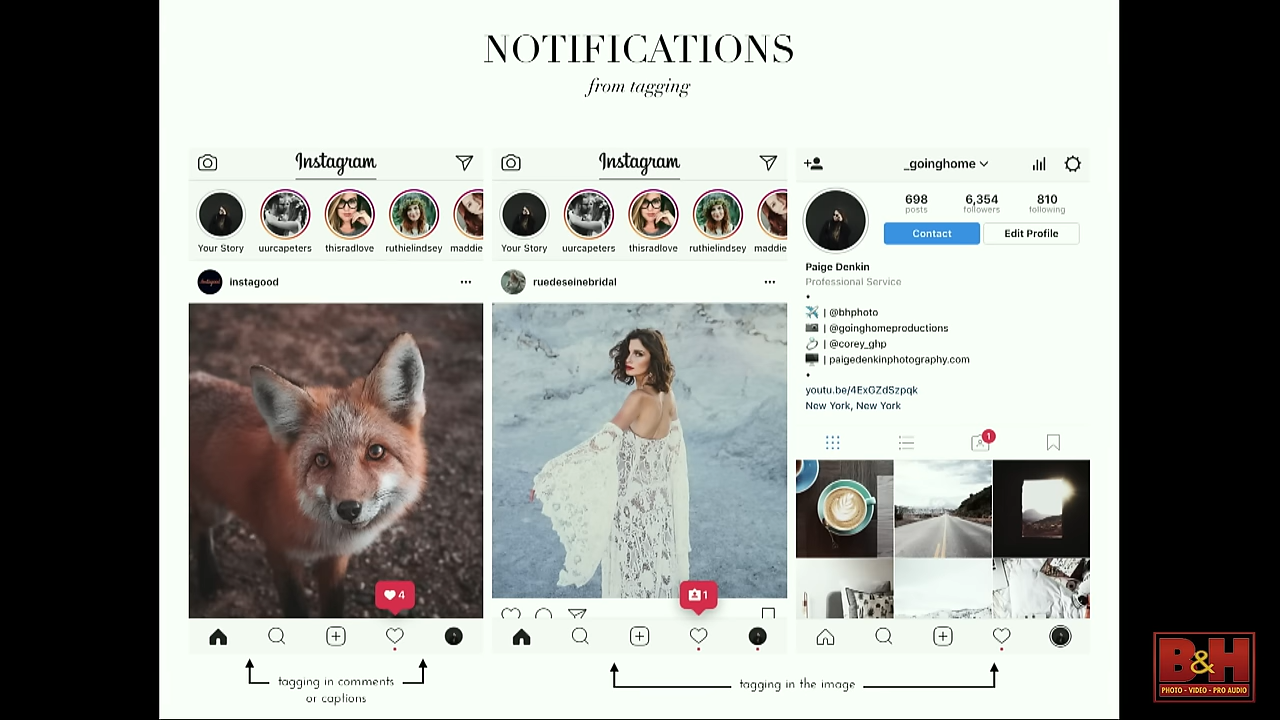 NOTIFICATIONS
from tagging
Instagram
Your Story uurcapeters thisradlove ruthielindsey maddie
instagood
4
Instagram
Your Story uurcapeters thisradlove ruthielindsey maddie
ruedeseinebridal
1
_goinghome
698 6,354 810
posts followers following
Contact Edit Profile
Paige Denkin
Professional Service
•
| @bhphoto
| @goinghomeproductions
| @corey_ghp
| paigedenkinphotography.com
•
youtu.be/4ExGZdSzpqk
New York, New York
1
tagging in comments
or captions
tagging in the image
B&H
PHOTO - VIDEO - PRO AUDIO